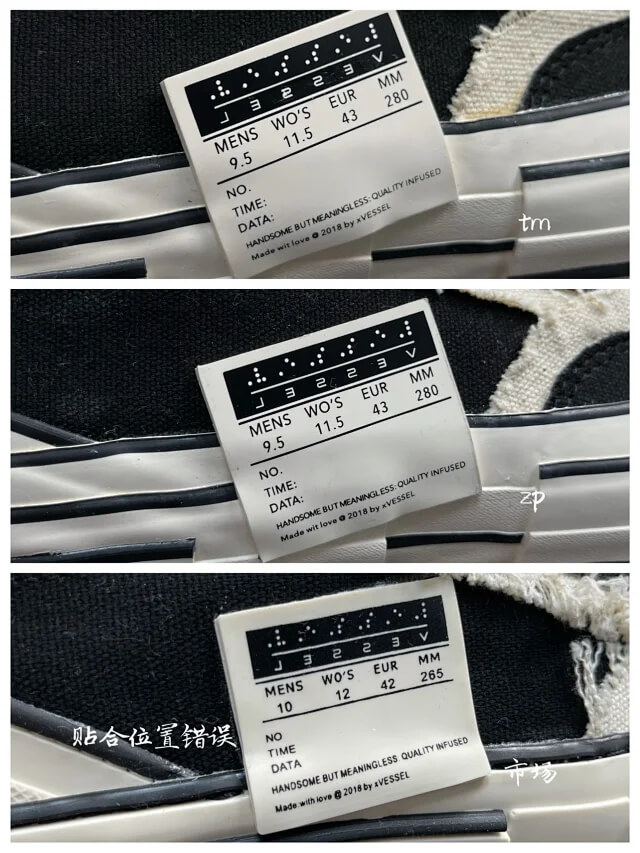 ⅃ Ǝ Ƨ Ƨ Ǝ V
MENS WO'S EUR MM
9.5 11.5 43 280
NO.
TIME:
DATA:
HANDSOME BUT MEANINGLESS: QUALITY INFUSED
Made wit love @ 2018 by xVESSEL
tm
⅃ Ǝ Ƨ Ƨ Ǝ V
MENS WO'S EUR MM
9.5 11.5 43 280
NO.
TIME:
DATA:
HANDSOME BUT MEANINGLESS: QUALITY INFUSED
Made wit love @ 2018 by xVESSEL
zp
⅃ Ǝ Ƨ Ƨ Ǝ V
MENS WO'S EUR MM
10 12 42 265
NO
TIME
DATA
HANDSOME BUT MEANINGLESS: QUALITY INFUSED
Made with love @ 2018 by xVESSEL
贴合位置错误
市场